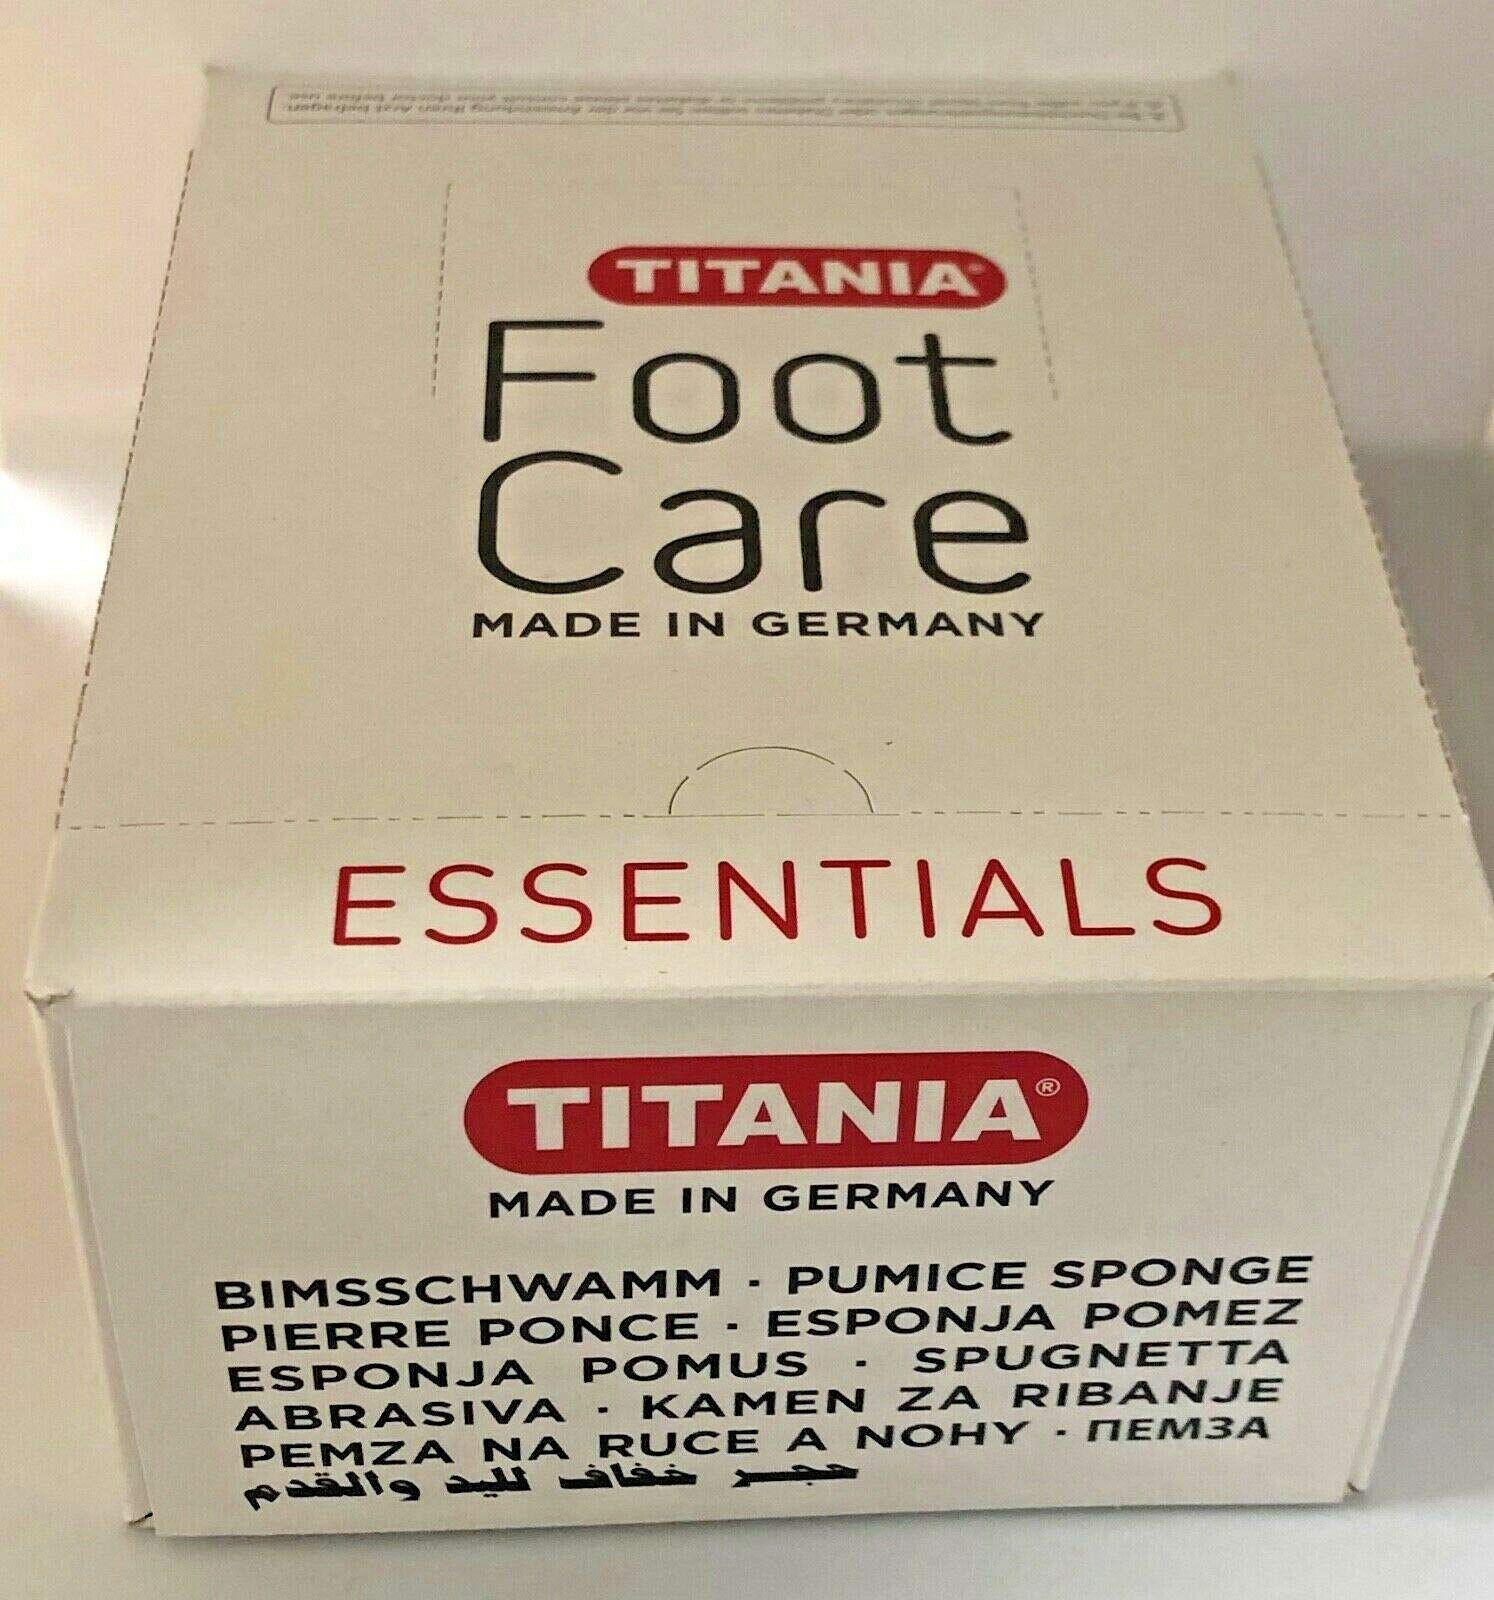 TITANIA®
Foot
Care
MADE IN GERMANY
ESSENTIALS
TITANIA®
MADE IN GERMANY
BIMSSCHWAMM · PUMICE SPONGE
PIERRE PONCE · ESPONJA POMEZ
ESPONJA POMUS · SPUGNETTA
ABRASIVA · KAMEN ZA RIBANJE
PEMZA NA RUCE A NOHY · ПЕМЗА
حجر خفاف لليد والقدم